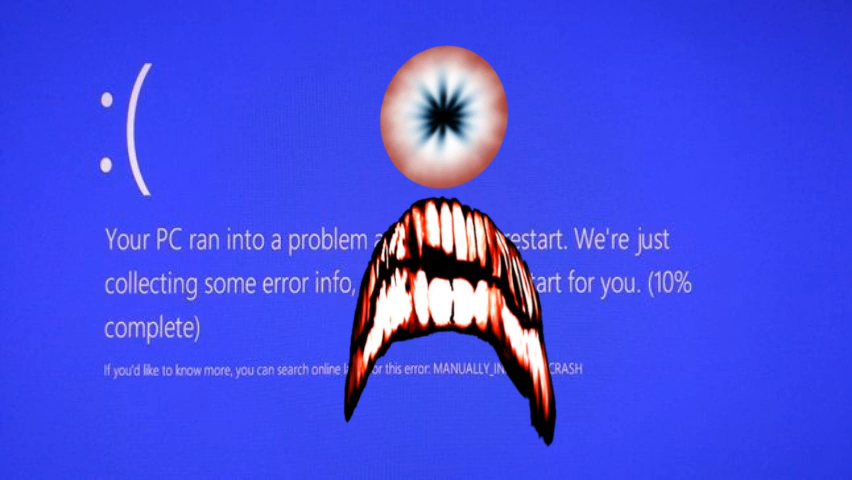 :(
Your PC ran into a problem a restart. We're just
collecting some error info, start for you. (10%
complete)
If you'd like to know more, you can search online later for this error: MANUALLY_IN CRASH